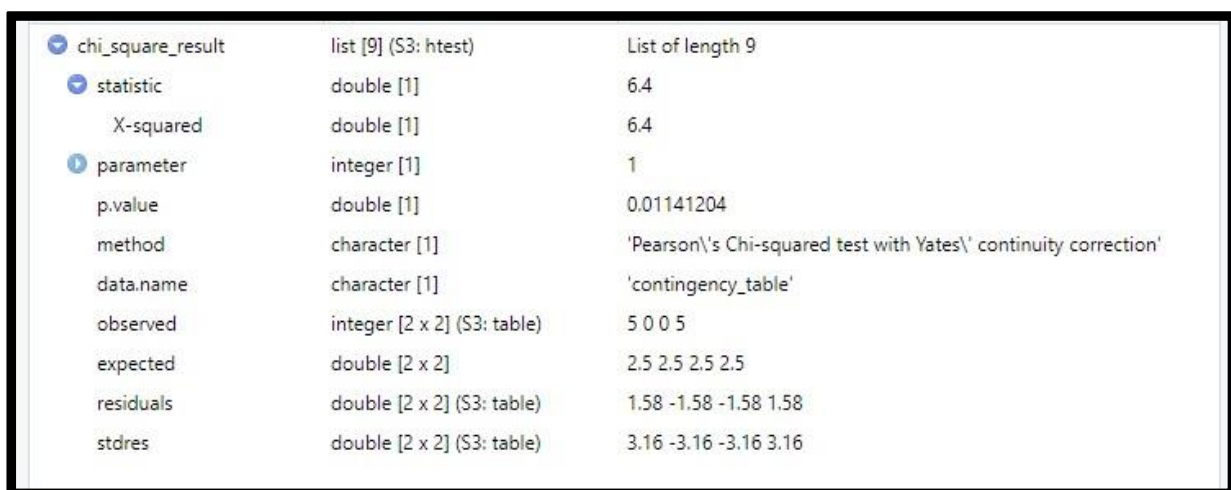 chi_square_result list [9] (S3: htest) List of length 9
statistic double [1] 6.4
X-squared double [1] 6.4
parameter integer [1] 1
p.value double [1] 0.01141204
method character [1] 'Pearson\'s Chi-squared test with Yates\' continuity correction'
data.name character [1] 'contingency_table'
observed integer [2 x 2] (S3: table) 5 0 0 5
expected double [2 x 2] 2.5 2.5 2.5 2.5
residuals double [2 x 2] (S3: table) 1.58 -1.58 -1.58 1.58
stdres double [2 x 2] (S3: table) 3.16 -3.16 -3.16 3.16